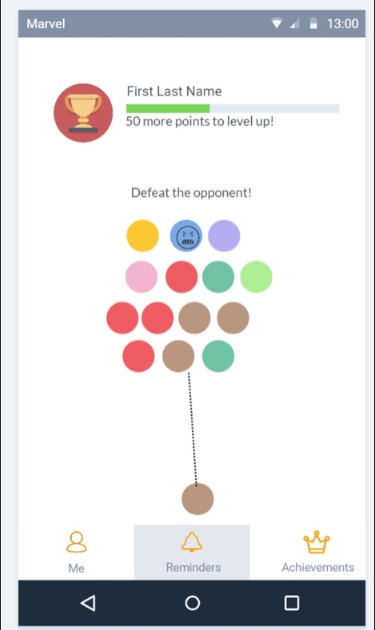 Marvel
13:00
First Last Name
50 more points to level up!
Defeat the opponent!
Me
Reminders
Achievements